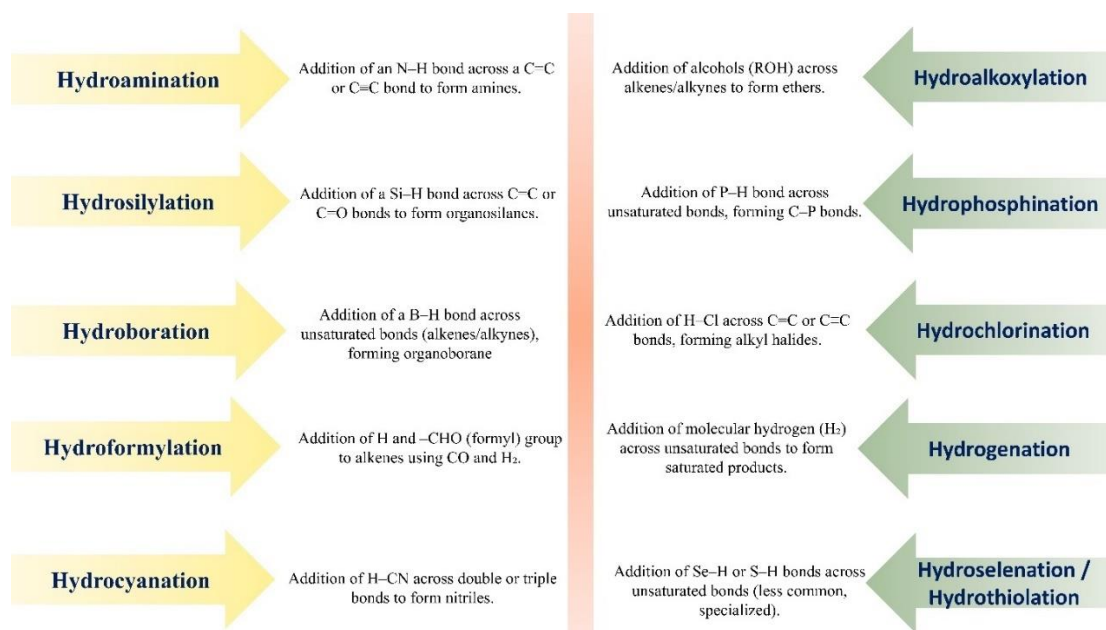 Hydroamination
Addition of an N–H bond across a C=C
or C≡C bond to form amines.
Hydrosilylation
Addition of a Si–H bond across C=C or
C=O bonds to form organosilanes.
Hydroboration
Addition of a B–H bond across
unsaturated bonds (alkenes/alkynes),
forming organoborane
Hydroformylation
Addition of H and –CHO (formyl) group
to alkenes using CO and H₂.
Hydrocyanation
Addition of H–CN across double or triple
bonds to form nitriles.
Addition of alcohols (ROH) across
alkenes/alkynes to form ethers.
Hydroalkoxylation
Addition of P–H bond across
unsaturated bonds, forming C–P bonds.
Hydrophosphination
Addition of H–Cl across C=C or C≡C
bonds, forming alkyl halides.
Hydrochlorination
Addition of molecular hydrogen (H₂)
across unsaturated bonds to form
saturated products.
Hydrogenation
Addition of Se–H or S–H bonds across
unsaturated bonds (less common,
specialized).
Hydroselenation /
Hydrothiolation